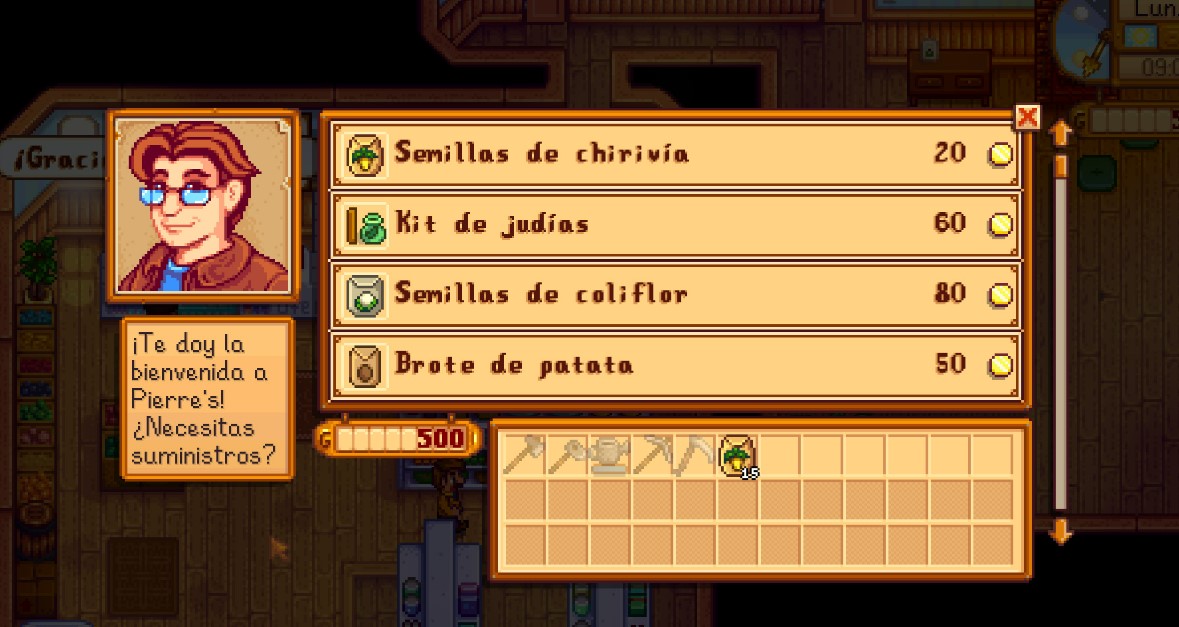 Lun.
09:0
¡Graci
Semillas de chirivía 20
Kit de judías 60
Semillas de coliflor 80
Brote de patata 50
¡Te doy la
bienvenida a
Pierre's!
¿Necesitas
suministros?
G 500
15